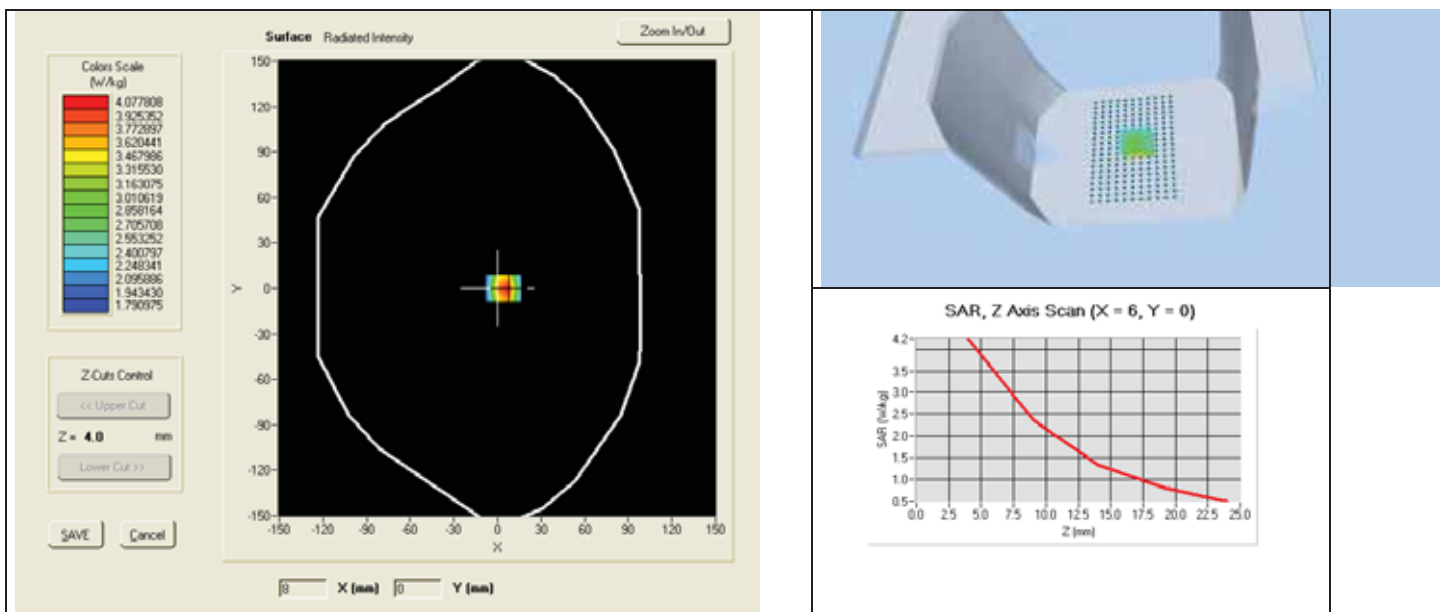 Surface Radiated Intensity
Zoom In/Out
Colors Scale
(W/kg)
4.077808
3.925352
3.772897
3.620441
3.467986
3.315530
3.163075
3.010619
2.858164
2.705708
2.553252
2.400797
2.248341
2.095886
1.943430
1.790975
Z-Cuts Control
<< Upper Cut
Z = 4.0 mm
Lower Cut >>
SAVE Cancel
150
120
90
60
30
0
-30
-60
-90
-120
-150
Y
-150 -120 -90 -60 -30 0 30 60 90 120 150
X
8 X (mm) 0 Y (mm)
SAR, Z Axis Scan (X = 6, Y = 0)
4.2
3.5
3.0
2.5
2.0
1.5
1.0
0.5
SAR (W/kg)
0.0 2.5 5.0 7.5 10.0 12.5 15.0 17.5 20.0 22.5 25.0
Z (mm)